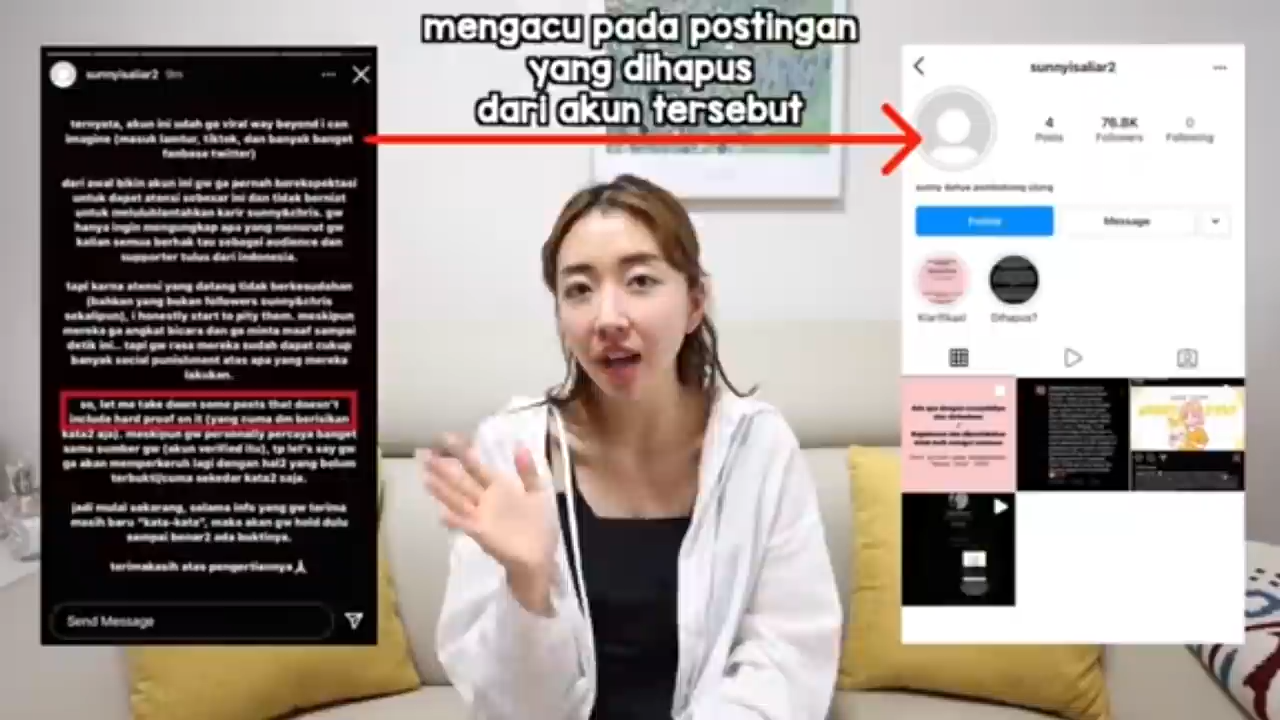 mengacu pada postingan
yang dihapus
dari akun tersebut
sunnyisaliar2 9m
ternyata, akun ini udah go viral way beyond i can
imagine (masuk lamtur, tiktok, dan banyak banget
fanbase twitter)
dari awal bikin akun ini gw ga pernah berekspektasi
untuk dapet atensi sebesar ini dan tidak berniat
untuk meluluhlantahkan karir sunny&chris. gw
hanya ingin mengungkap apa yang menurut gw
kalian semua berhak tau sebagai audience dan
supporter tulus dari indonesia.
tapi karna atensi yang datang tidak berkesudahan
(bahkan yang bukan followers sunny&chris
sekalipun), i honestly start to pity them. meskipun
mereka ga angkat bicara dan ga minta maaf sampai
detik ini... tapi gw rasa mereka sudah dapat cukup
banyak social punishment atas apa yang mereka
lakukan.
so, let me take down some posts that doesn't
include hard proof on it (yang cuma dm berisikan
kata2 aja). meskipun gw personally percaya banget
sama sumber gw (akun verified itu), tp let's say gw
ga akan memperkeruh lagi dengan hal2 yang belum
terbukti/cuma sekedar kata2 saja.
jadi mulai sekarang, selama info yang gw terima
masih baru "kata-kata", maka akan gw hold dulu
sampai benar2 ada buktinya.
terimakasih atas pengertiannya
Send Message
sunnyisaliar2
4 76.8K 0
Posts Followers Following
Follow Message
Klarifikasi Dihapus?